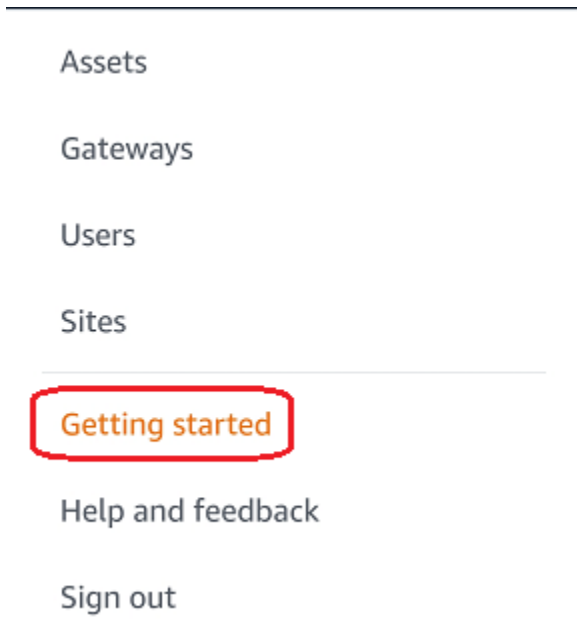 Assets
Gateways
Users
Sites
Getting started
Help and feedback
Sign out